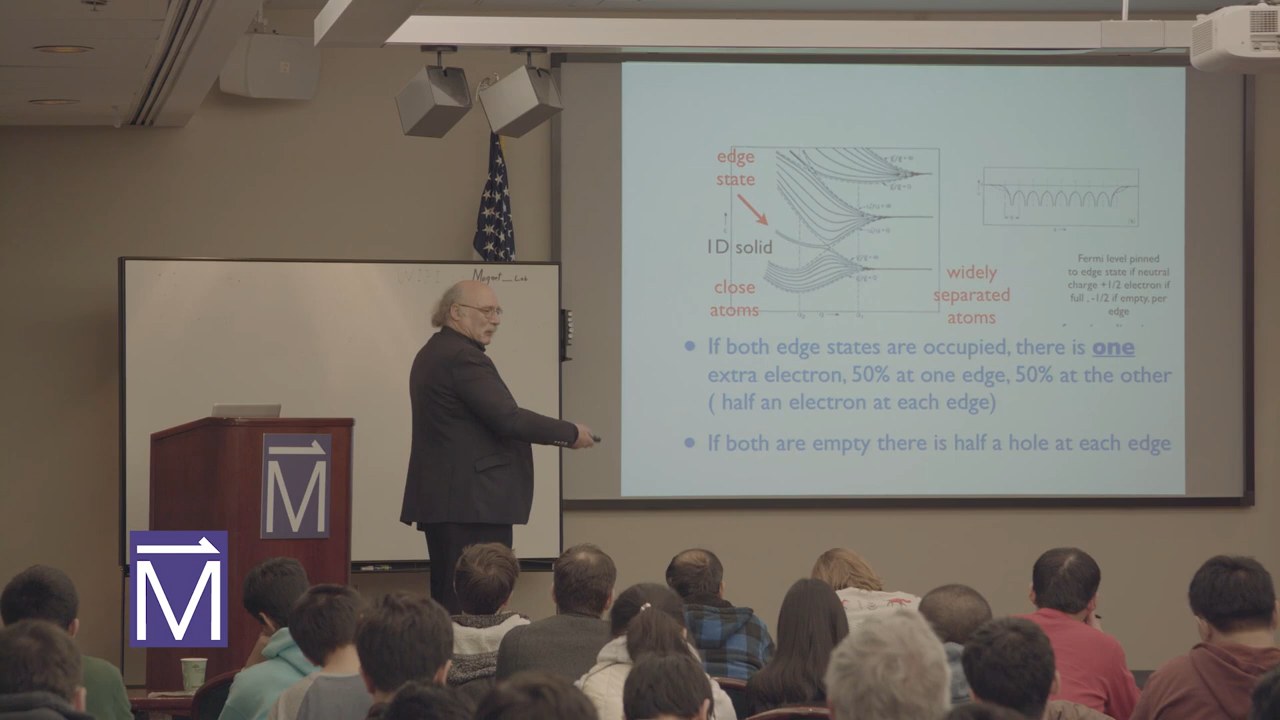 Magnet Lab
M
M
edge
state
1D solid
close
atoms
widely
separated
atoms
Fermi level pinned
to edge state if neutral
charge +1/2 electron if
full , -1/2 if empty, per
edge
• If both edge states are occupied, there is one
extra electron, 50% at one edge, 50% at the other
( half an electron at each edge)
• If both are empty there is half a hole at each edge